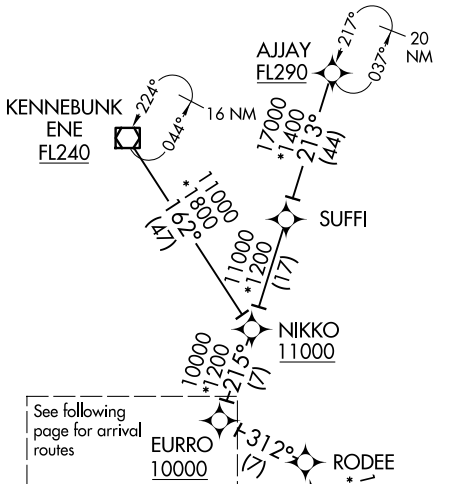 AJJAY
FL290
217°
037°
20
NM
KENNEBUNK
ENE
FL240
224°
044°
16 NM
17000
*1400
213°
(44)
11000
*1800
162°
(47)
SUFFI
11000
*1200
(17)
NIKKO
11000
10000
*1200
215°
(7)
See following
page for arrival
routes
EURRO
10000
312°
(7)
RODEE
*1